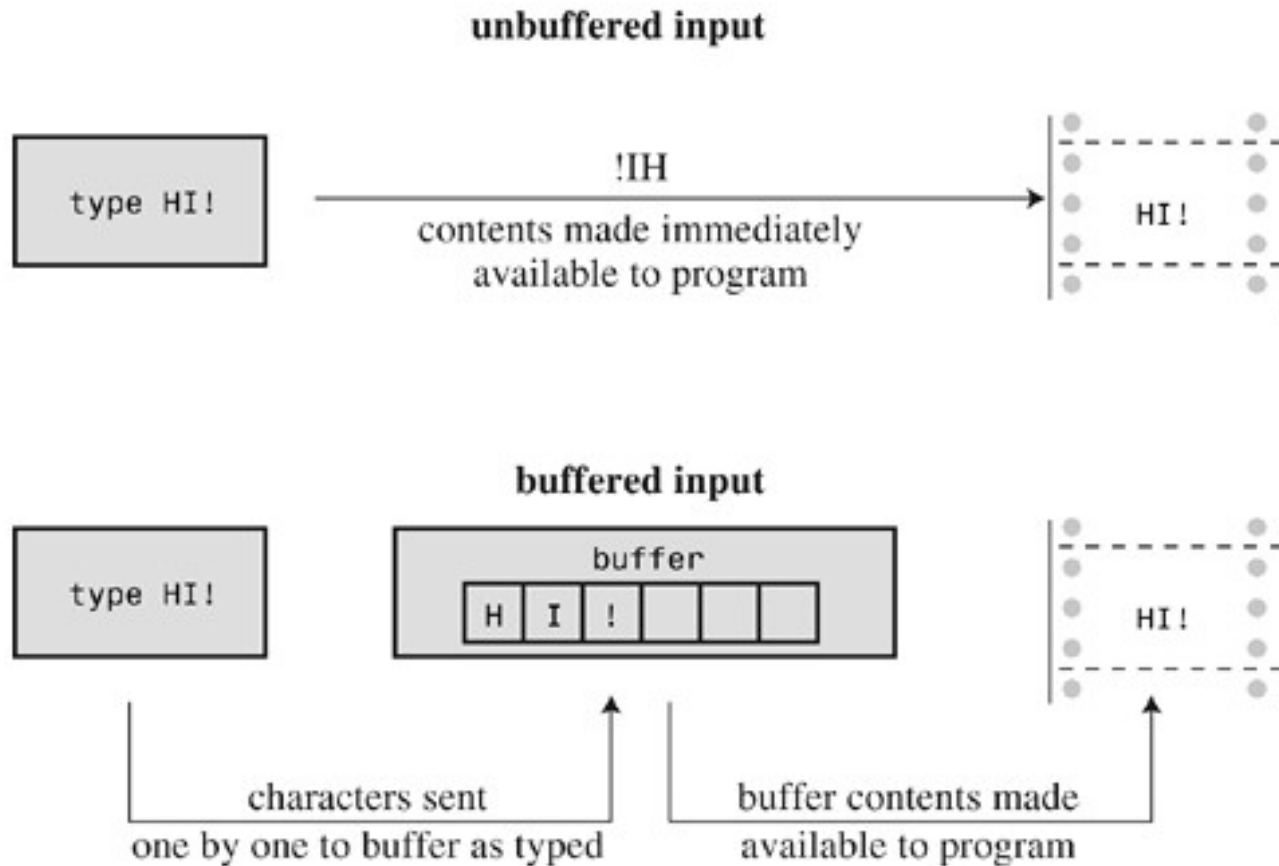 unbuffered input
type HI!
!IH
contents made immediately
available to program
HI!
buffered input
type HI!
buffer
H I !
HI!
characters sent
one by one to buffer as typed
buffer contents made
available to program